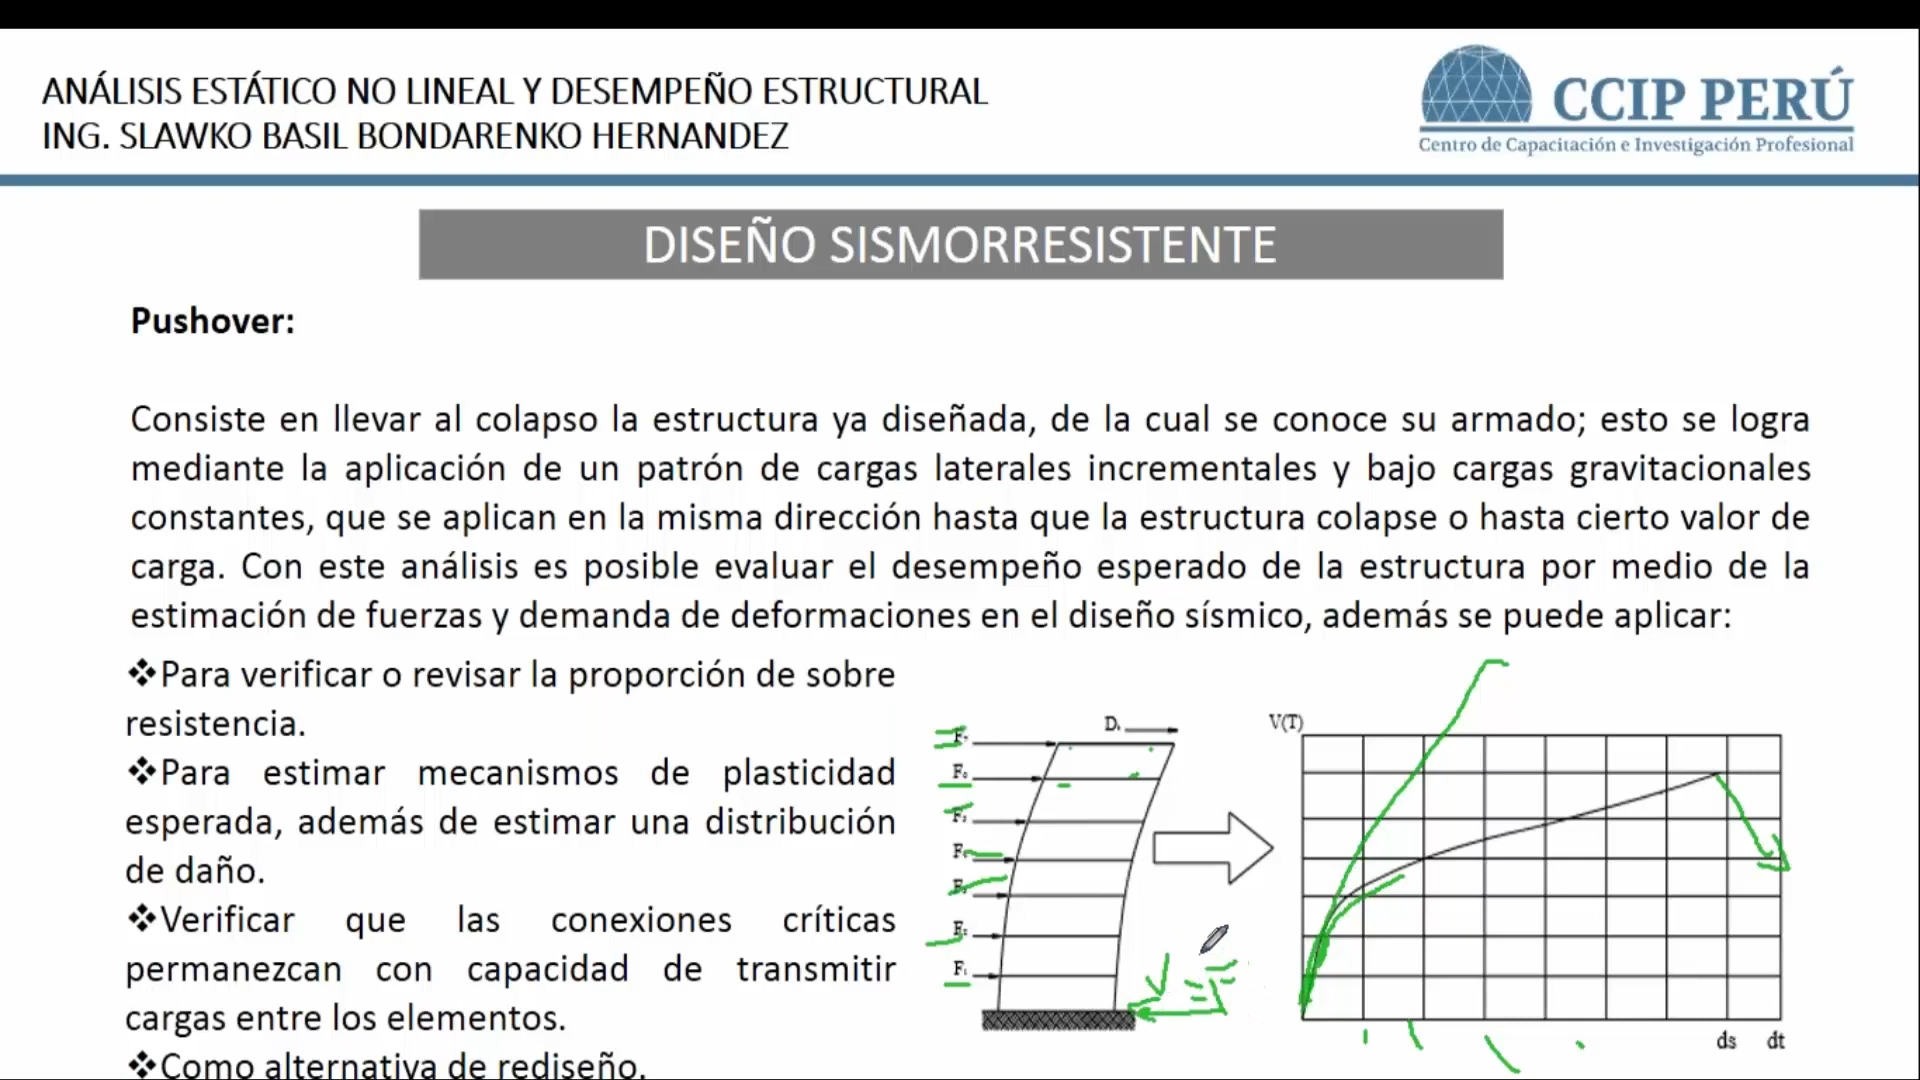 ANÁLISIS ESTÁTICO NO LINEAL Y DESEMPEÑO ESTRUCTURAL
ING. SLAWKO BASIL BONDARENKO HERNANDEZ
CCIP PERÚ
Centro de Capacitación e Investigación Profesional
DISEÑO SISMORRESISTENTE
Pushover:
Consiste en llevar al colapso la estructura ya diseñada, de la cual se conoce su armado; esto se logra
mediante la aplicación de un patrón de cargas laterales incrementales y bajo cargas gravitacionales
constantes, que se aplican en la misma dirección hasta que la estructura colapse o hasta cierto valor de
carga. Con este análisis es posible evaluar el desempeño esperado de la estructura por medio de la
estimación de fuerzas y demanda de deformaciones en el diseño sísmico, además se puede aplicar:
❖Para verificar o revisar la proporción de sobre
resistencia.
❖Para estimar mecanismos de plasticidad
esperada, además de estimar una distribución
de daño.
❖Verificar que las conexiones críticas
permanezcan con capacidad de transmitir
cargas entre los elementos.
❖Como alternativa de rediseño.
V(T)
ds dt